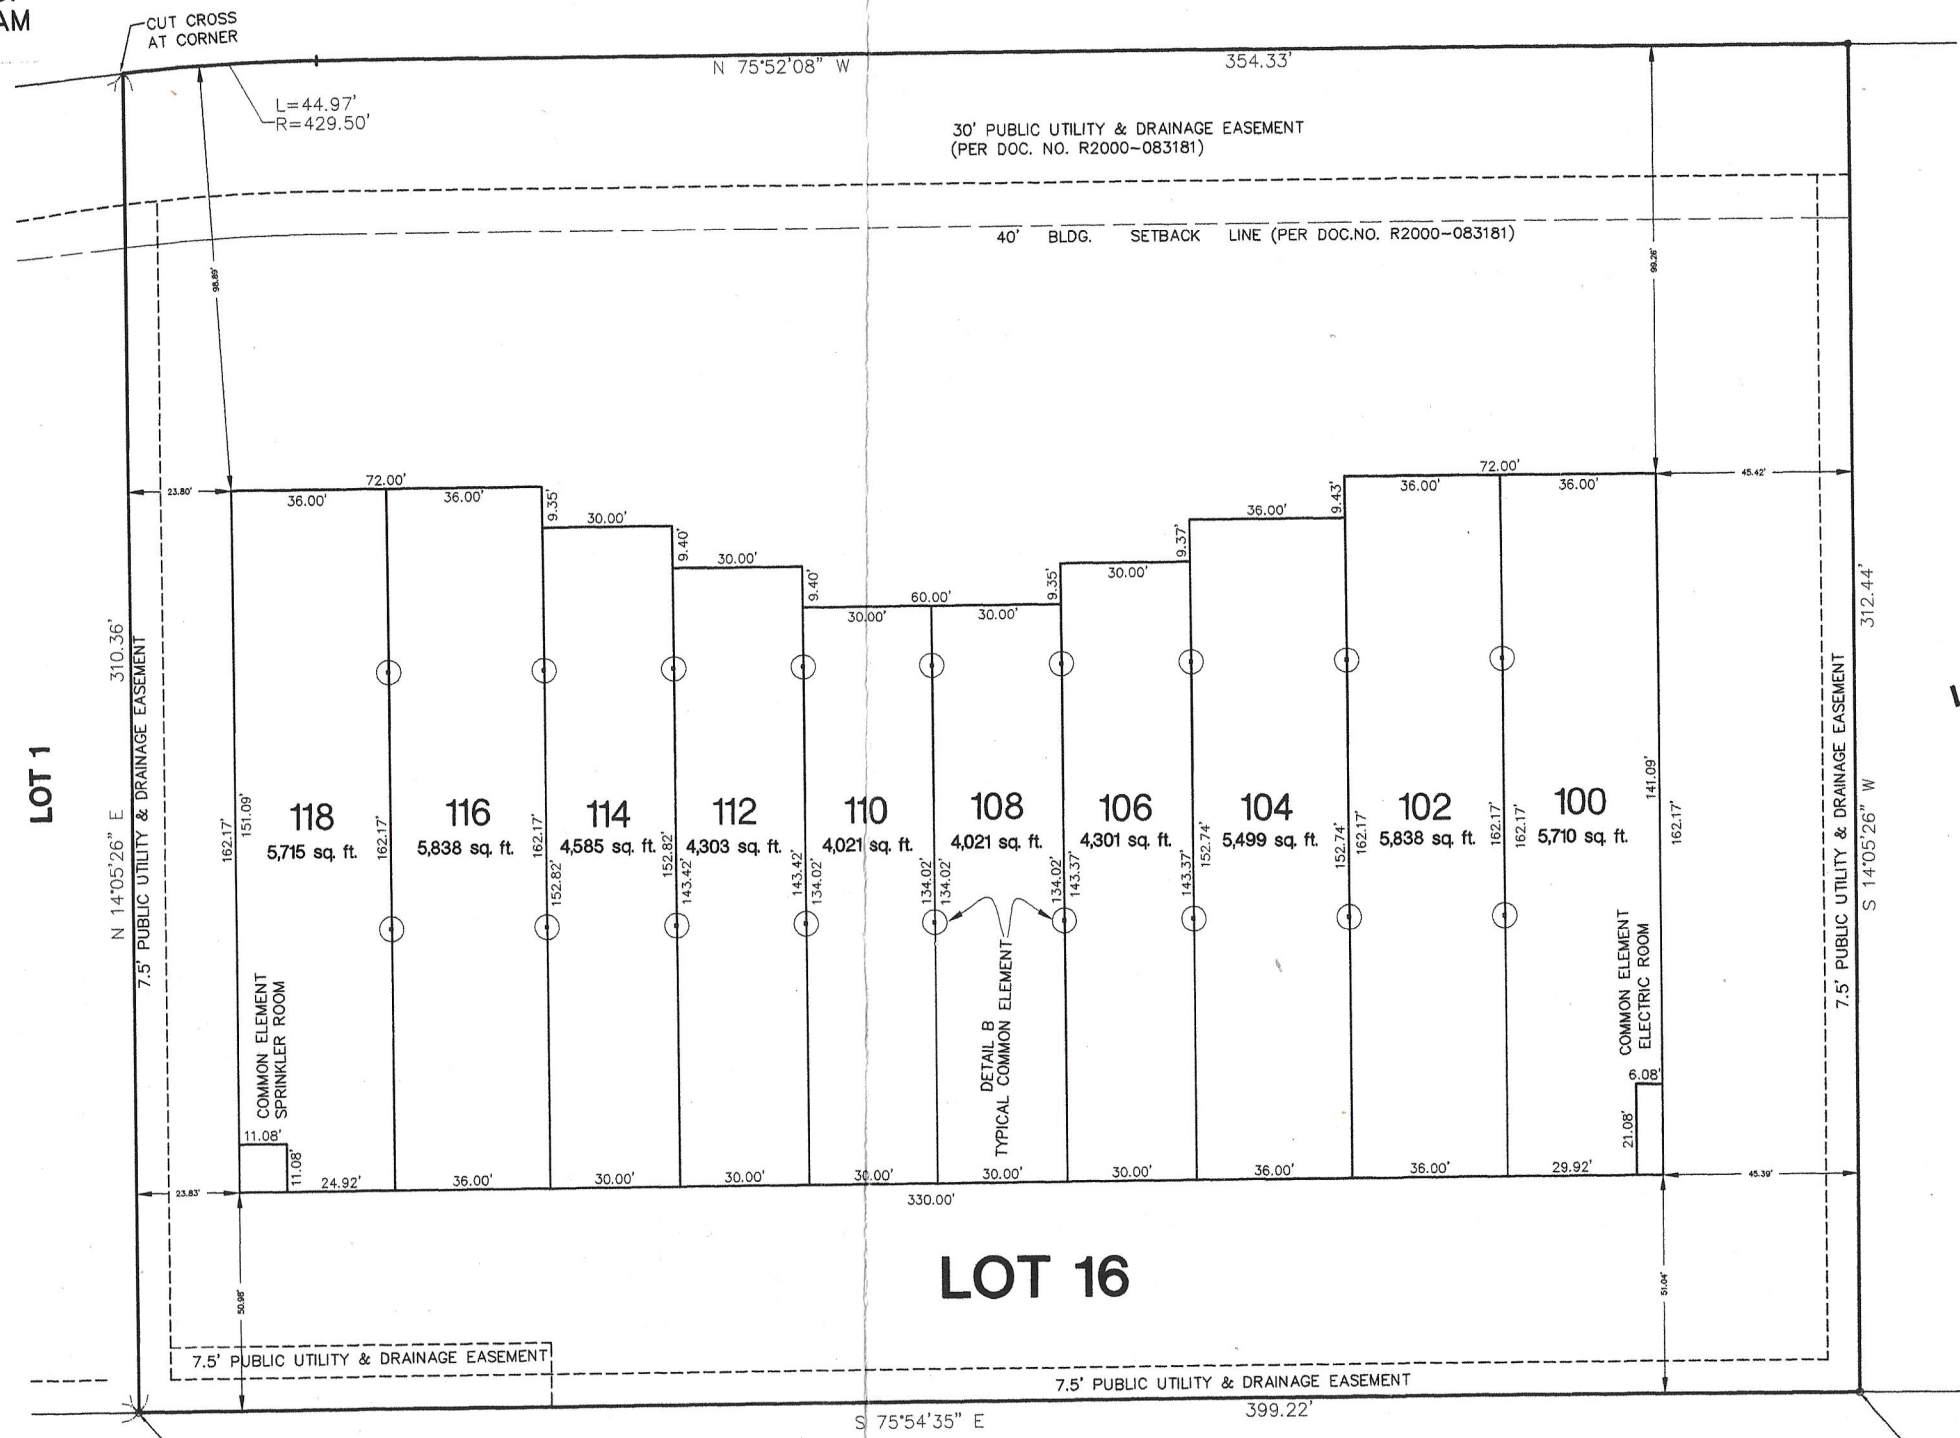 AM
CUT CROSS
AT CORNER
N 75°52'08" W
354.33'
L=44.97'
R=429.50'
30' PUBLIC UTILITY & DRAINAGE EASEMENT
(PER DOC. NO. R2000-083181)
40' BLDG. SETBACK LINE (PER DOC.NO. R2000-083181)
98.89'
99.26'
23.80'
72.00'
36.00'
36.00'
9.35'
30.00'
9.40'
30.00'
9.40'
60.00'
30.00'
30.00'
9.35'
30.00'
9.37'
36.00'
9.43'
72.00'
36.00'
36.00'
45.42'
LOT 1
N 14°05'26" E
310.36'
7.5' PUBLIC UTILITY & DRAINAGE EASEMENT
162.17'
151.09'
118
5,715 sq. ft.
162.17'
116
5,838 sq. ft.
162.17'
152.82'
114
4,585 sq. ft.
152.82'
143.42'
112
4,303 sq. ft.
143.42'
134.02'
110
4,021 sq. ft.
134.02'
134.02'
108
4,021 sq. ft.
134.02'
143.37'
106
4,301 sq. ft.
143.37'
152.74'
104
5,499 sq. ft.
152.74'
162.17'
102
5,838 sq. ft.
162.17'
162.17'
100
5,710 sq. ft.
141.09'
162.17'
7.5' PUBLIC UTILITY & DRAINAGE EASEMENT
S 14°05'26" W
312.44'
COMMON ELEMENT
SPRINKLER ROOM
DETAIL B
TYPICAL COMMON ELEMENT
COMMON ELEMENT
ELECTRIC ROOM
11.08'
11.08'
6.08'
21.08'
23.83'
24.92'
36.00'
30.00'
30.00'
30.00'
30.00'
30.00'
36.00'
36.00'
29.92'
45.39'
330.00'
LOT 16
50.98'
51.04'
7.5' PUBLIC UTILITY & DRAINAGE EASEMENT
7.5' PUBLIC UTILITY & DRAINAGE EASEMENT
S 75°54'35" E
399.22'